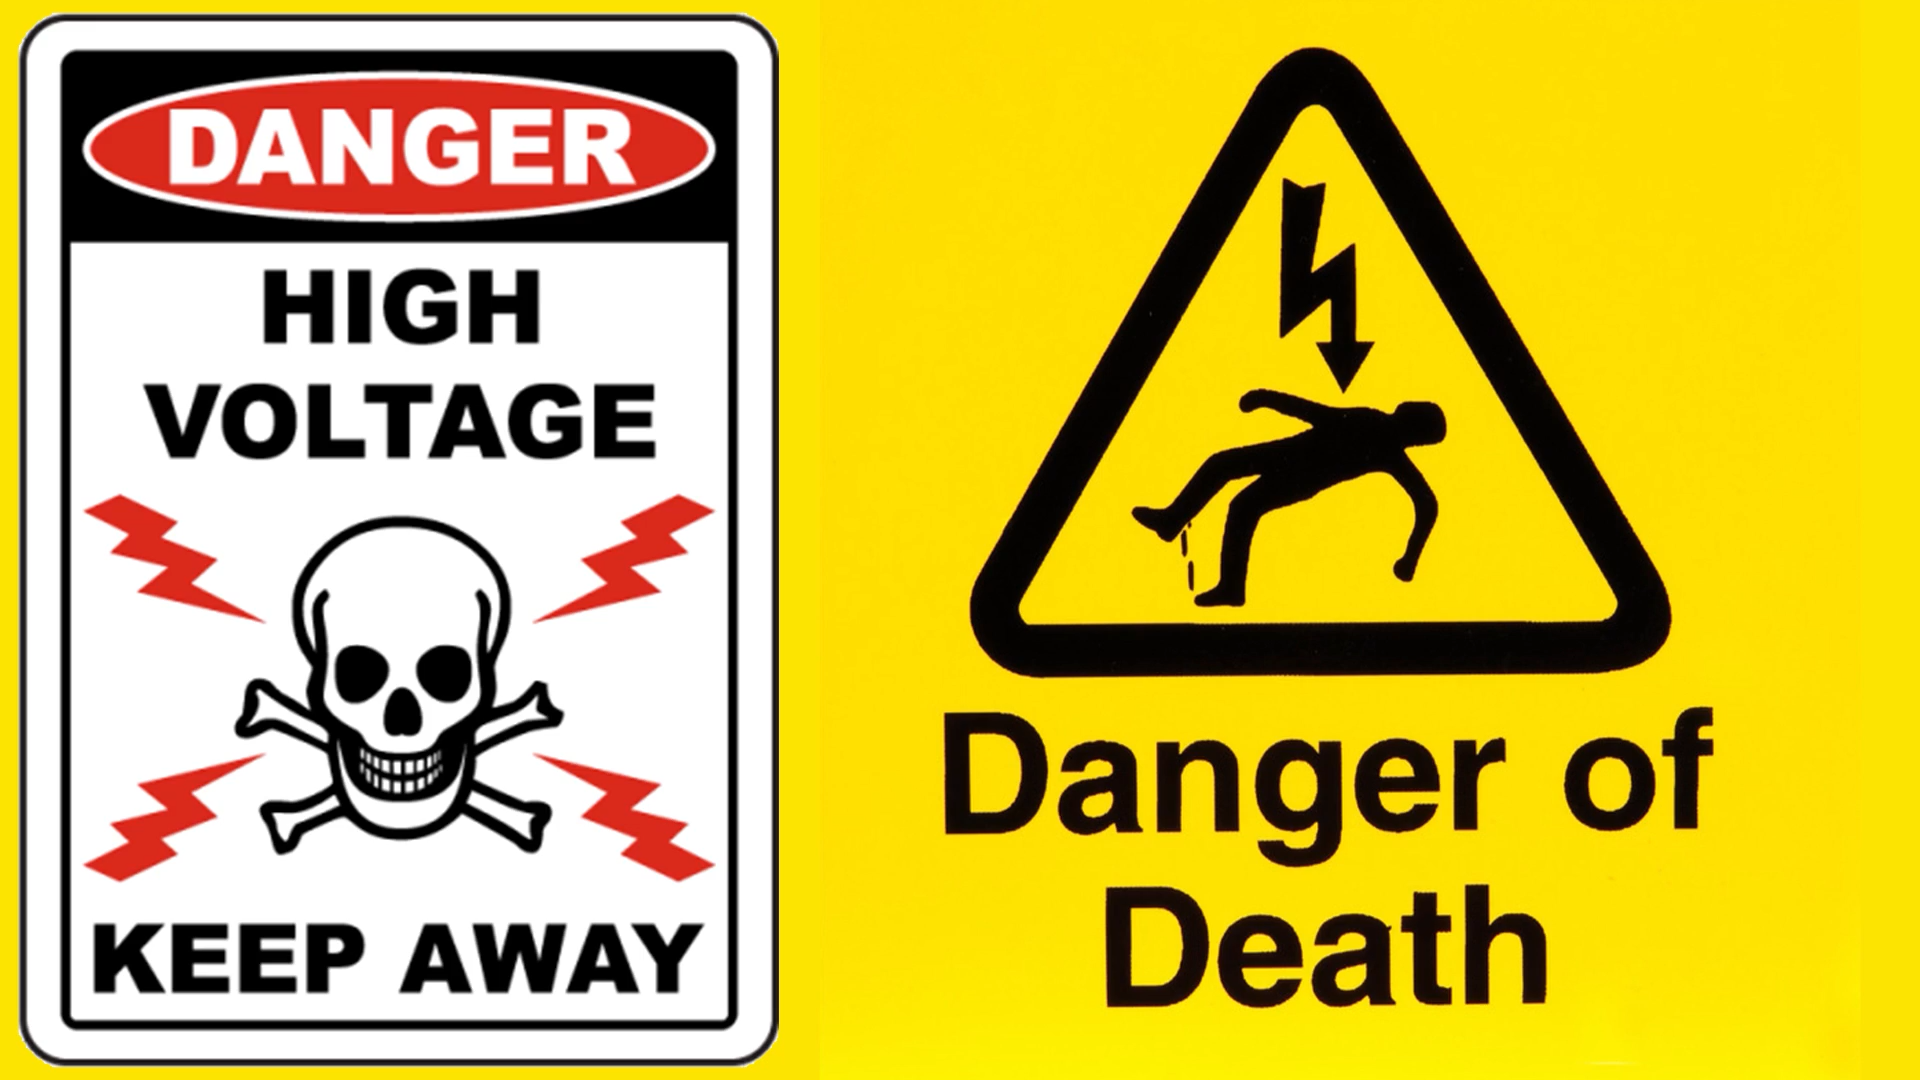 DANGER
HIGH
VOLTAGE
KEEP AWAY
Danger of
Death